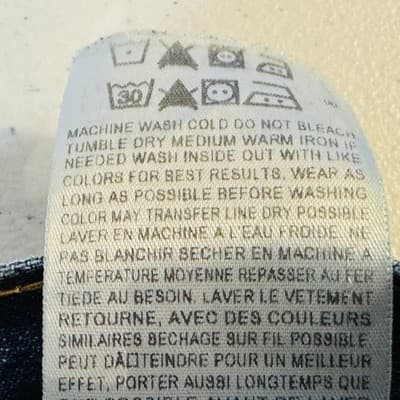 30
MACHINE WASH COLD DO NOT BLEACH
TUMBLE DRY MEDIUM WARM IRON IF
NEEDED WASH INSIDE OUT WITH LIKE
COLORS FOR BEST RESULTS. WEAR AS
LONG AS POSSIBLE BEFORE WASHING
COLOR MAY TRANSFER LINE DRY POSSIBLE
LAVER EN MACHINE A L'EAU FROIDE. NE
PAS BLANCHIR SECHER EN MACHINE A
TEMPERATURE MOYENNE REPASSER AU FER
TIEDE AU BESOIN. LAVER LE VETEMENT
RETOURNE, AVEC DES COULEURS
SIMILAIRES SECHAGE SUR FIL POSSIBLE.
PEUT DÃ□TEINDRE POUR UN MEILLEUR
EFFET, PORTER AUSSI LONGTEMPS QUE